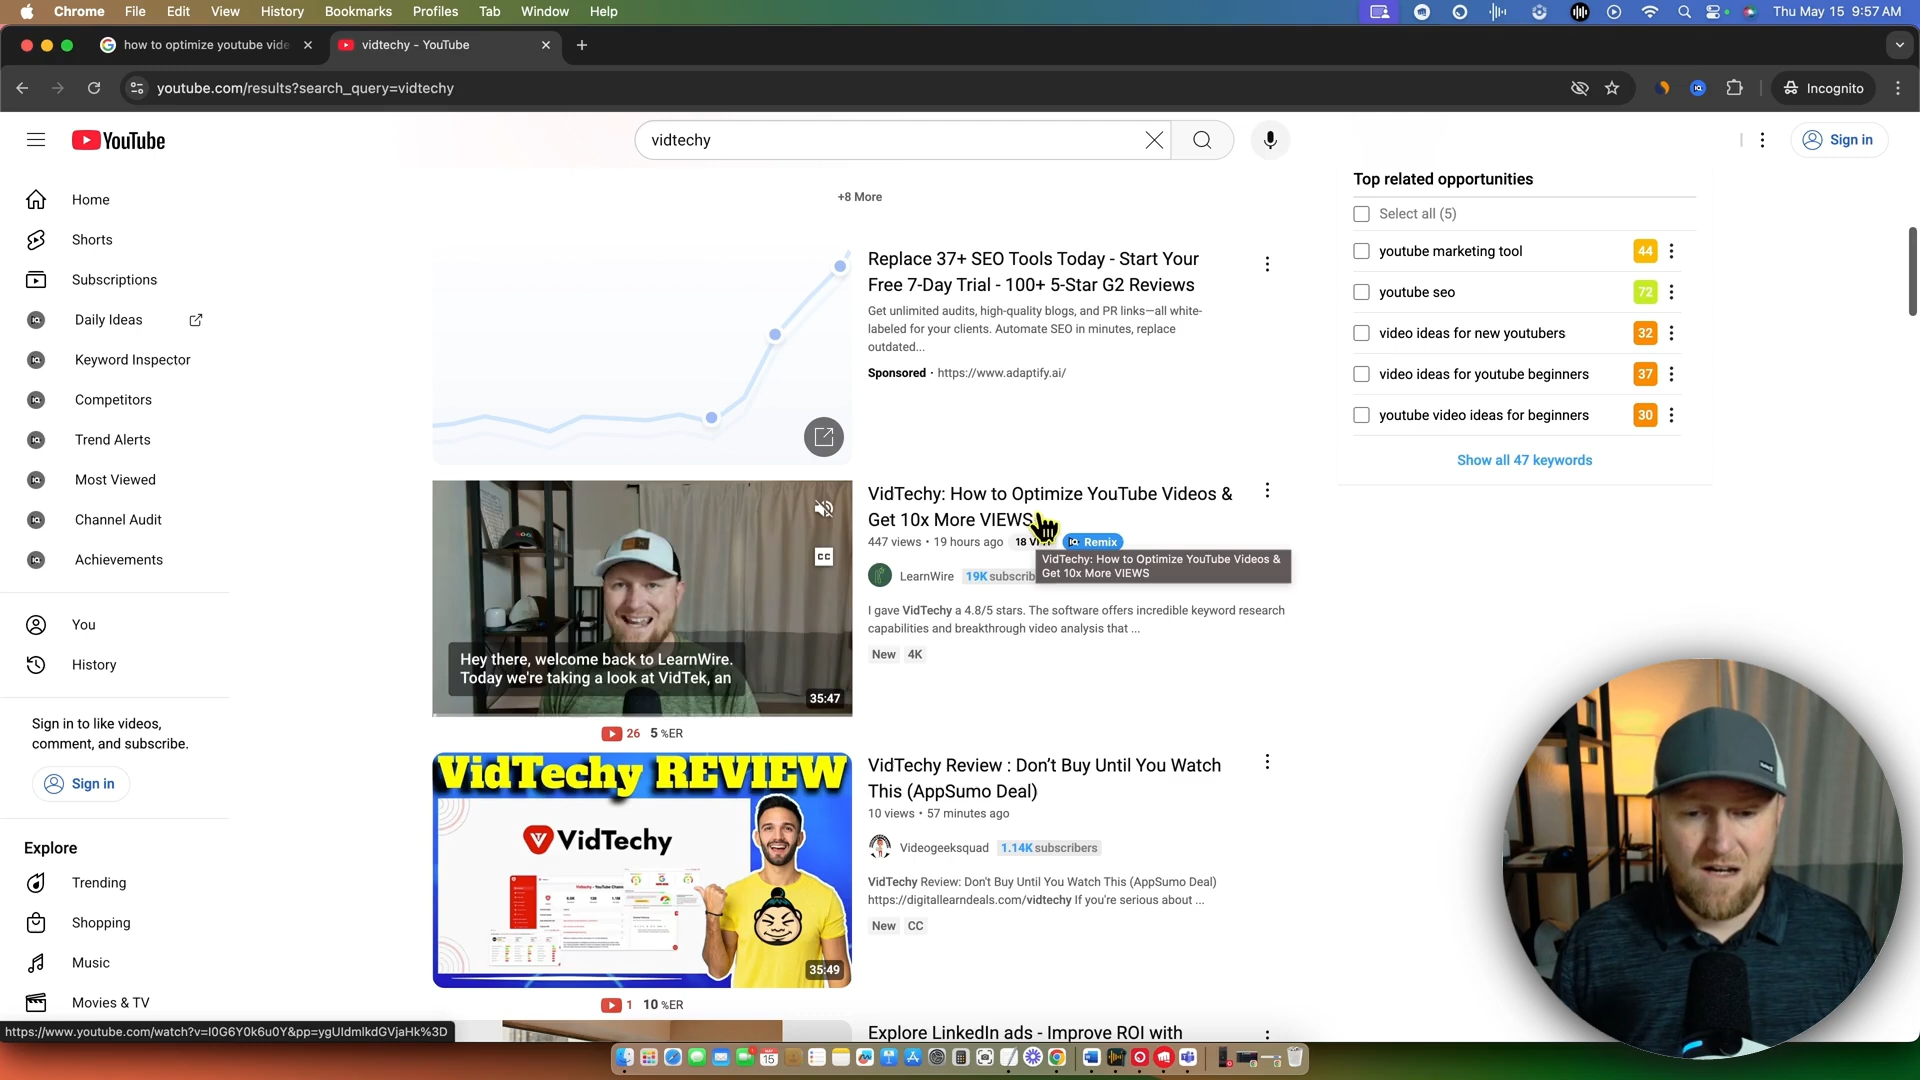 Chrome File Edit View History Bookmarks Profiles Tab Window Help
Thu May 15 9:57 AM
how to optimize youtube vide
vidtechy - YouTube
youtube.com/results?search_query=vidtechy
Incognito
YouTube
vidtechy
Sign in
Home
Shorts
Subscriptions
Daily Ideas
Keyword Inspector
Competitors
Trend Alerts
Most Viewed
Channel Audit
Achievements
You
History
Sign in to like videos,
comment, and subscribe.
Sign in
Explore
Trending
Shopping
Music
Movies & TV
https://www.youtube.com/watch?v=I0G6Y0k6u0Y&pp=ygUIdmlkdGVjaHk%3D
+8 More
Replace 37+ SEO Tools Today - Start Your
Free 7-Day Trial - 100+ 5-Star G2 Reviews
Get unlimited audits, high-quality blogs, and PR links—all white-
labeled for your clients. Automate SEO in minutes, replace
outdated...
Sponsored · https://www.adaptify.ai/
CC
Hey there, welcome back to LearnWire.
Today we're taking a look at VidTek, an
35:47
26 5 %ER
VidTechy: How to Optimize YouTube Videos &
Get 10x More VIEWS
447 views • 19 hours ago 18 Remix
VidTechy: How to Optimize YouTube Videos &
Get 10x More VIEWS
LearnWire 19K subscrib
I gave VidTechy a 4.8/5 stars. The software offers incredible keyword research
capabilities and breakthrough video analysis that ...
New 4K
VidTechy REVIEW
VidTechy
35:49
1 10 %ER
VidTechy Review : Don’t Buy Until You Watch
This (AppSumo Deal)
10 views • 57 minutes ago
Videogeeksquad 1.14K subscribers
VidTechy Review: Don't Buy Until You Watch This (AppSumo Deal)
https://digitallearndeals.com/vidtechy If you're serious about ...
New CC
Explore LinkedIn ads - Improve ROI with
Top related opportunities
Select all (5)
youtube marketing tool 44
youtube seo 72
video ideas for new youtubers 32
video ideas for youtube beginners 37
youtube video ideas for beginners 30
Show all 47 keywords